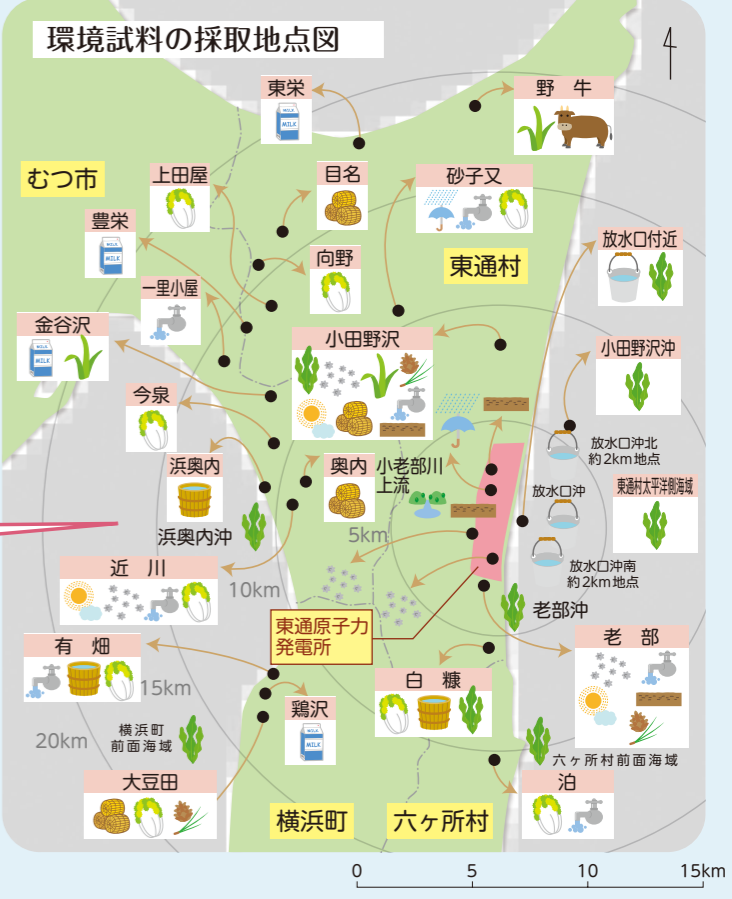 環境試料の採取地点図
東栄
MILK
野 牛
むつ市
上田屋
目名
砂子又
豊栄
MILK
向野
東通村
放水口付近
一里小屋
金谷沢
MILK
小田野沢
小田野沢沖
今泉
浜奥内
奥内
小老部川
上流
放水口沖北
約2km地点
放水口沖
東通村太平洋側海域
浜奥内沖
5km
近 川
10km
放水口沖南
約2km地点
老部沖
東通原子力
発電所
有 畑
15km
老 部
白 糠
鶏沢
MILK
20km
横浜町
前面海域
六ヶ所村前面海域
大豆田
横浜町
六ヶ所村
泊
0 5 10 15km